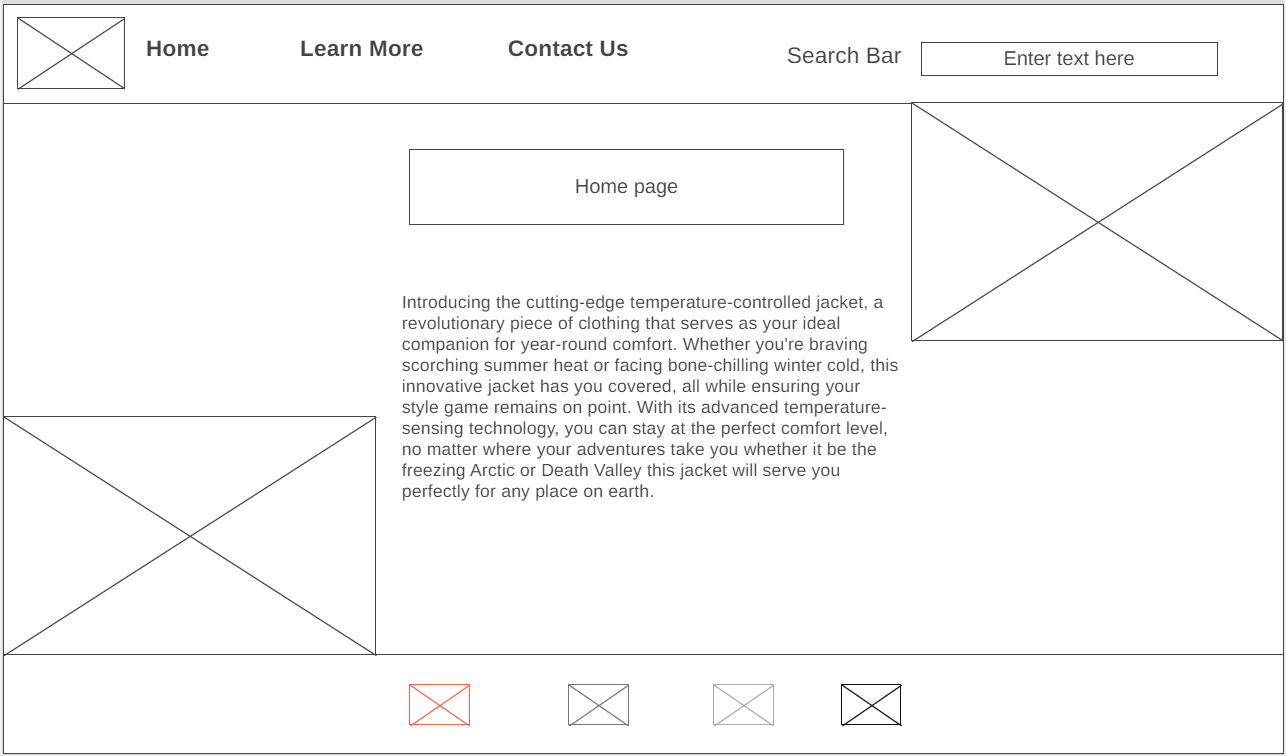 Home
Learn More
Contact Us
Search Bar
Enter text here
Home page
Introducing the cutting-edge temperature-controlled jacket, a
revolutionary piece of clothing that serves as your ideal
companion for year-round comfort. Whether you're braving
scorching summer heat or facing bone-chilling winter cold, this
innovative jacket has you covered, all while ensuring your
style game remains on point. With its advanced temperature-
sensing technology, you can stay at the perfect comfort level,
no matter where your adventures take you whether it be the
freezing Arctic or Death Valley this jacket will serve you
perfectly for any place on earth.